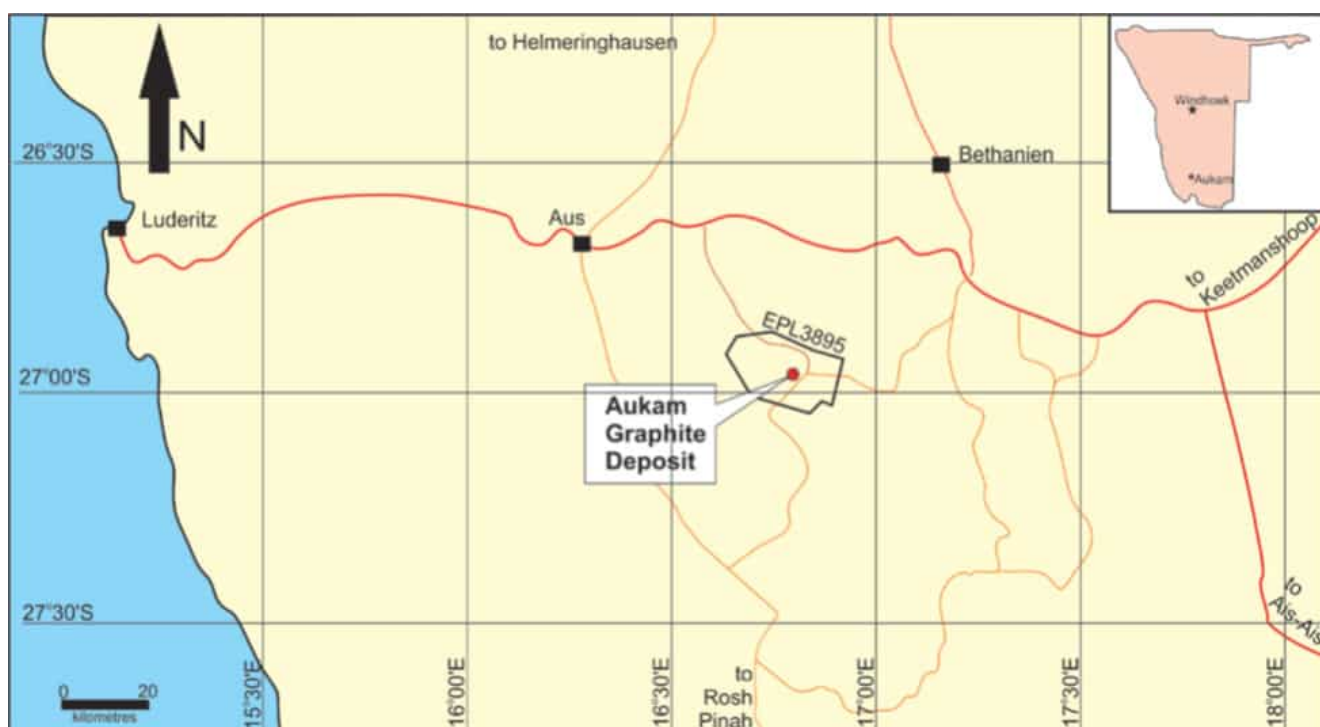 to Helmeringhausen
N
Windhoek
Aukam
26°30'S
Bethanien
Luderitz
Aus
to
Keetmanshoop
EPL3895
27°00'S
Aukam
Graphite
Deposit
27°30'S
to
Ais-Ais
0 20
kilometres
15°30'E
16°00'E
16°30'E
to
Rosh
Pinah
17°00'E
17°30'E
18°00'E